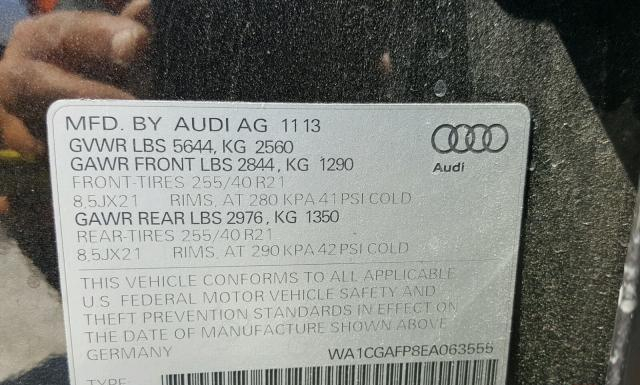 MFD. BY AUDI AG 11 13
GVWR LBS 5644, KG 2560
GAWR FRONT LBS 2844, KG 1290
FRONT-TIRES 255/40 R21
8,5JX21 RIMS, AT 280 KPA 41 PSI COLD
GAWR REAR LBS 2976, KG 1350
REAR-TIRES 255/40 R21
8,5JX21 RIMS, AT 290 KPA 42 PSI COLD
Audi
THIS VEHICLE CONFORMS TO ALL APPLICABLE
U.S FEDERAL MOTOR VEHICLE SAFETY AND
THEFT PREVENTION STANDARDS IN EFFECT ON
THE DATE OF MANUFACTURE SHOWN ABOVE
GERMANY WA1CGAFP8EA063555
TYPE: